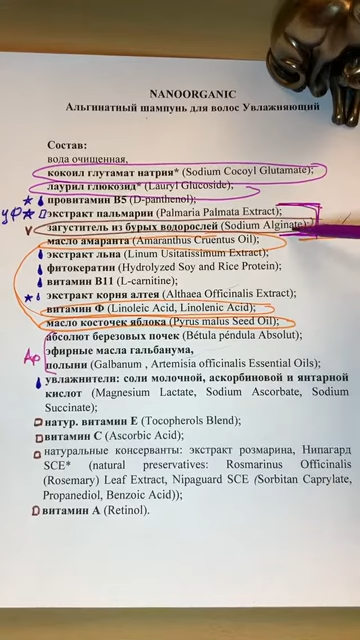 NANOORGANIC
Альгинатный шампунь для волос Увлажняющий
Состав:
вода очищенная,
кокоил глутамат натрия* (Sodium Cocoyl Glutamate);
лаурил глюкозид* (Lauryl Glucoside);
провитамин B5 (D-panthenol);
УФ экстракт пальмарии (Palmaria Palmata Extract);
загуститель из бурых водорослей (Sodium Alginate);
масло амаранта (Amaranthus Cruentus Oil);
экстракт льна (Linum Usitatissimum Extract);
фитокератин (Hydrolyzed Soy and Rice Protein);
витамин B11 (L-carnitine);
экстракт корня алтея (Althaea Officinalis Extract);
витамин Ф (Linoleic Acid, Linolenic Acid);
масло косточек яблока (Pyrus malus Seed Oil);
абсолют березовых почек (Bétula péndula Absolut);
Ар эфирные масла гальбанума,
полыни (Galbanum , Artemisia officinalis Essential Oils);
увлажнители: соли молочной, аскорбиновой и янтарной
кислот (Magnesium Lactate, Sodium Ascorbate, Sodium
Succinate);
натур. витамин E (Tocopherols Blend);
витамин C (Ascorbic Acid);
натуральные консерванты: экстракт розмарина, Нипагард
SCE* (natural preservatives: Rosmarinus Officinalis
(Rosemary) Leaf Extract, Nipaguard SCE (Sorbitan Caprylate,
Propanediol, Benzoic Acid));
витамин A (Retinol).